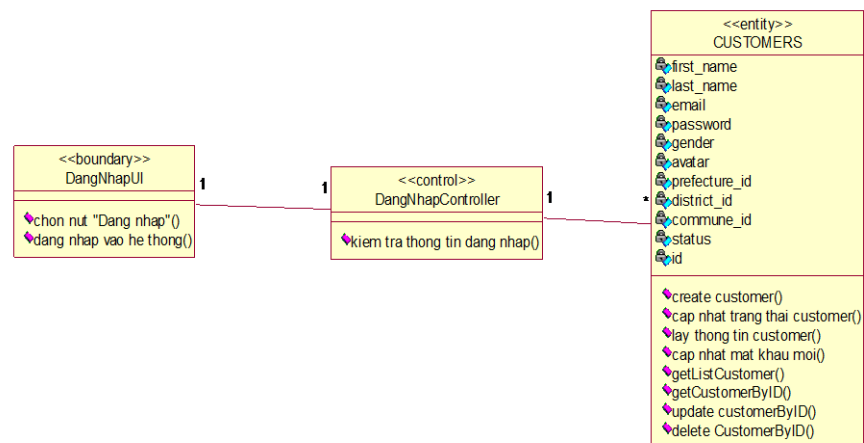 <<boundary>>
DangNhapUI
chon nut "Dang nhap"()
dang nhap vao he thong()
1
1
<<control>>
DangNhapController
kiem tra thong tin dang nhap()
1
*
<<entity>>
CUSTOMERS
first_name
last_name
email
password
gender
avatar
prefecture_id
district_id
commune_id
status
id
create customer()
cap nhat trang thai customer()
lay thong tin customer()
cap nhat mat khau moi()
getListCustomer()
getCustomerByID()
update customerByID()
delete CustomerByID()